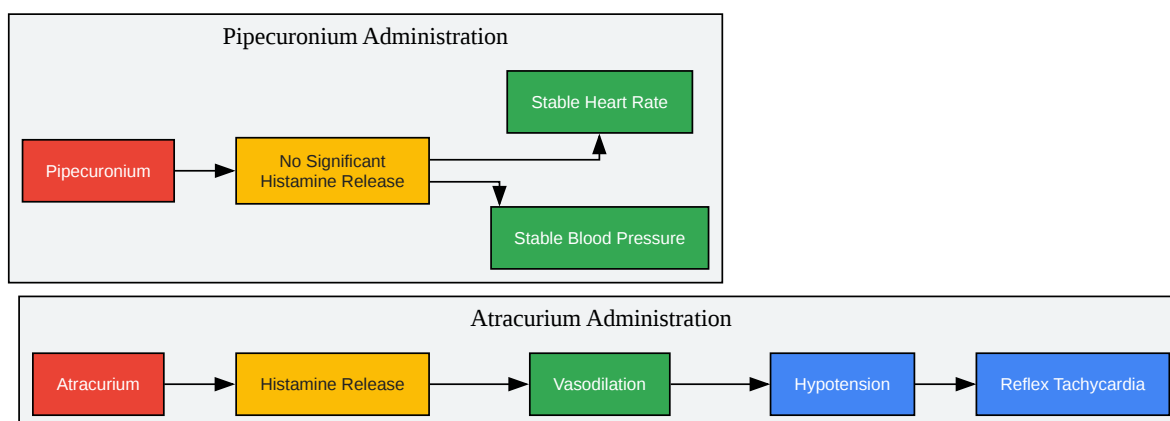 Pipecuronium Administration
Stable Heart Rate
Pipecuronium
No Significant
Histamine Release
Stable Blood Pressure
Atracurium Administration
Atracurium
Histamine Release
Vasodilation
Hypotension
Reflex Tachycardia